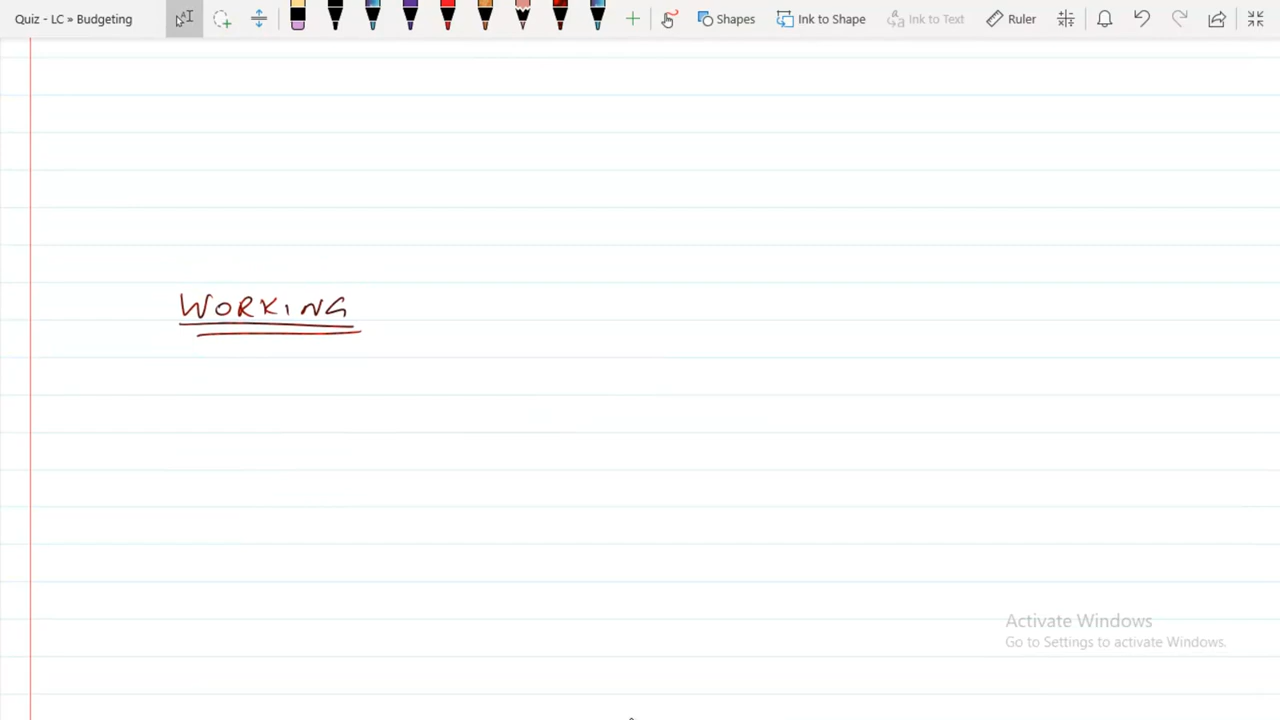 Quiz - LC » Budgeting
Shapes
Ink to Shape
Ink to Text
Ruler
WORKING
Activate Windows
Go to Settings to activate Windows.